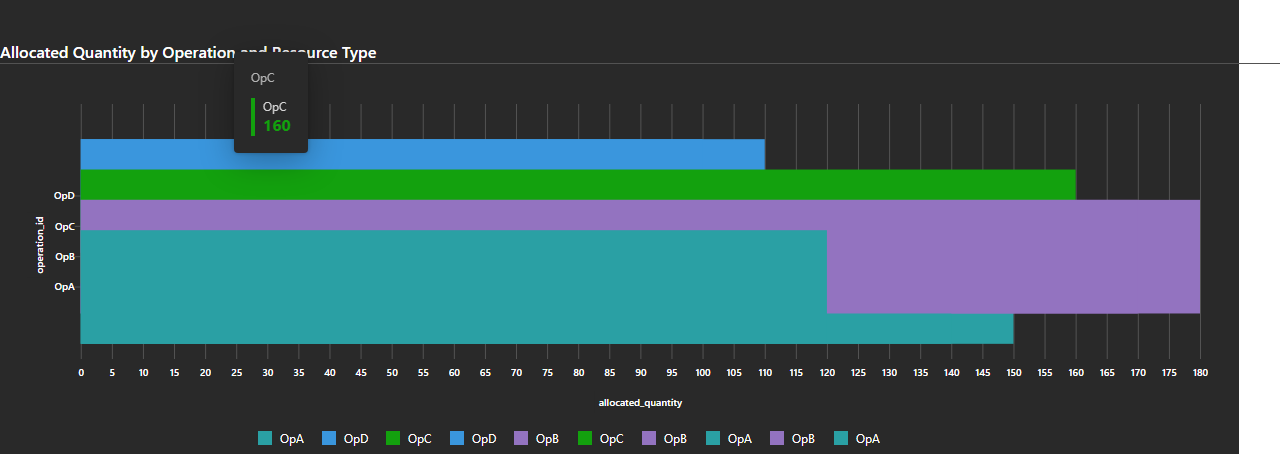 Allocated Quantity by Operation and Resource Type
OpC
OpC
160
OpD
OpC
OpB
OpA
operation_id
0 5 10 15 20 25 30 35 40 45 50 55 60 65 70 75 80 85 90 95 100 105 110 115 120 125 130 135 140 145 150 155 160 165 170 175 180
allocated_quantity
OpA OpD OpC OpD OpB OpC OpB OpA OpB OpA